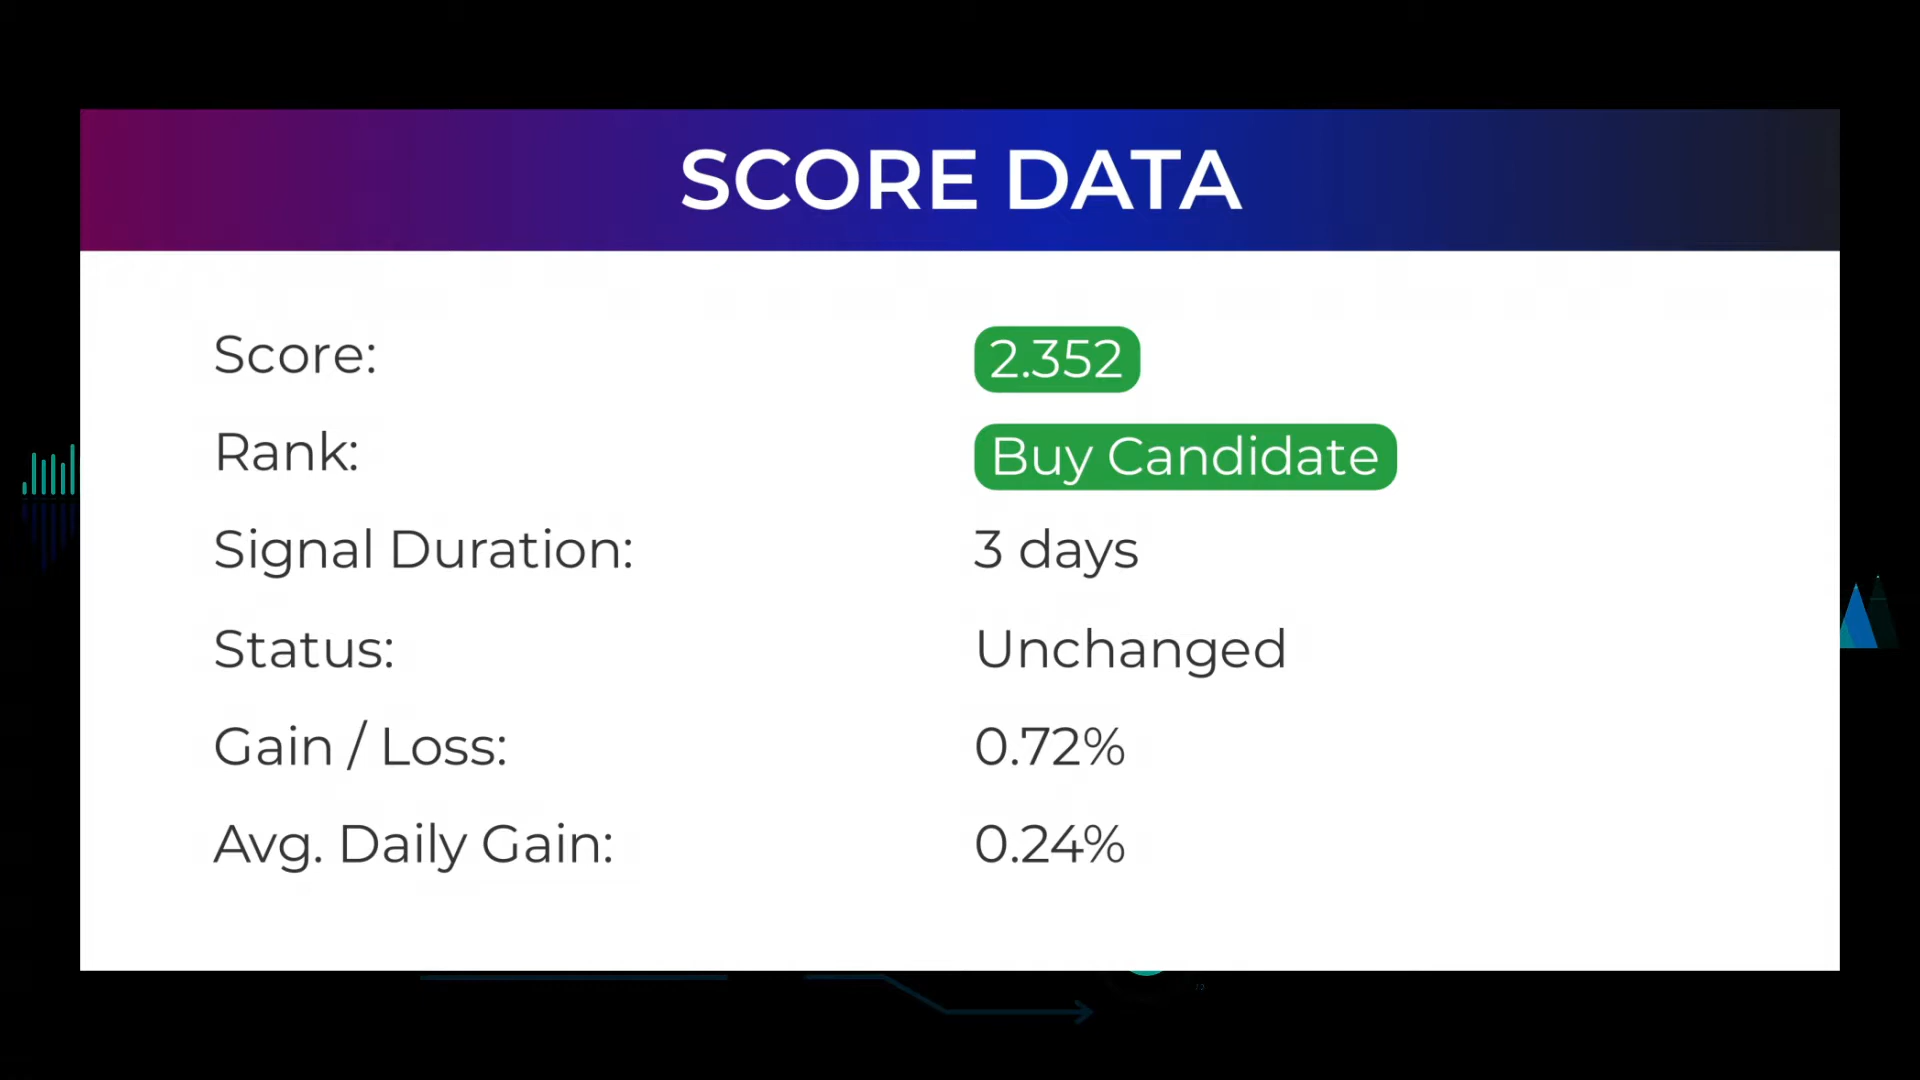 SCORE DATA
Score: 2.352
Rank: Buy Candidate
Signal Duration: 3 days
Status: Unchanged
Gain / Loss: 0.72%
Avg. Daily Gain: 0.24%